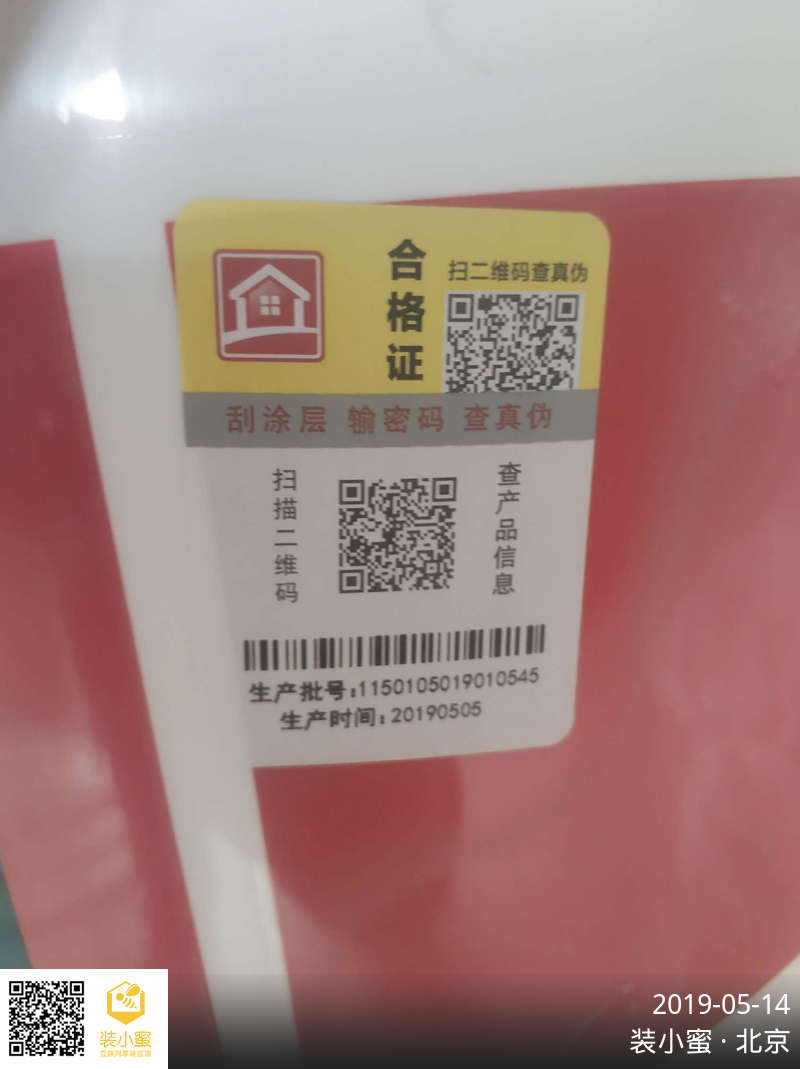 合格证
扫二维码查真伪
刮涂层 输密码 查真伪
扫描二维码
查产品信息
生产批号:1150105019010545
生产时间:20190505
装小蜜
2019-05-14
装小蜜·北京